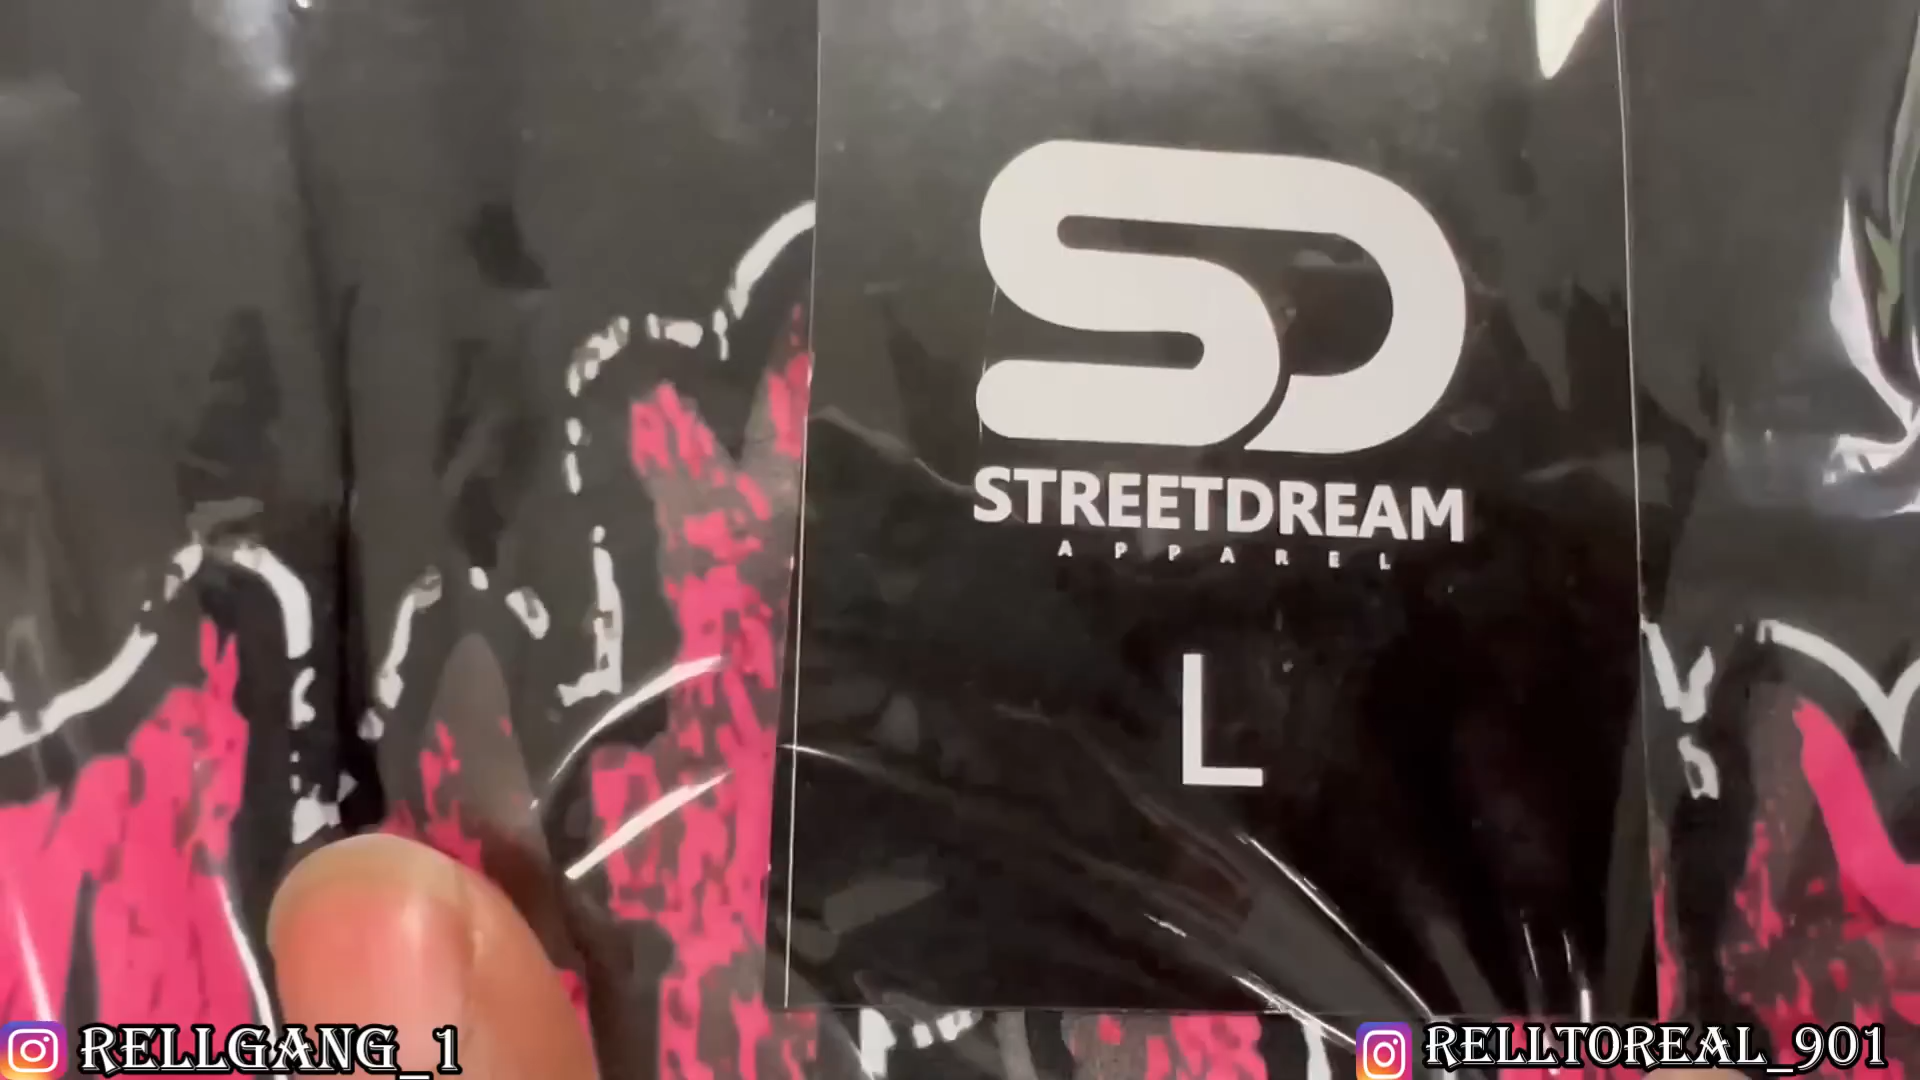 SD
STREETDREAM
APPAREL
L
RELLGANG_1
RELLTOREAL_901